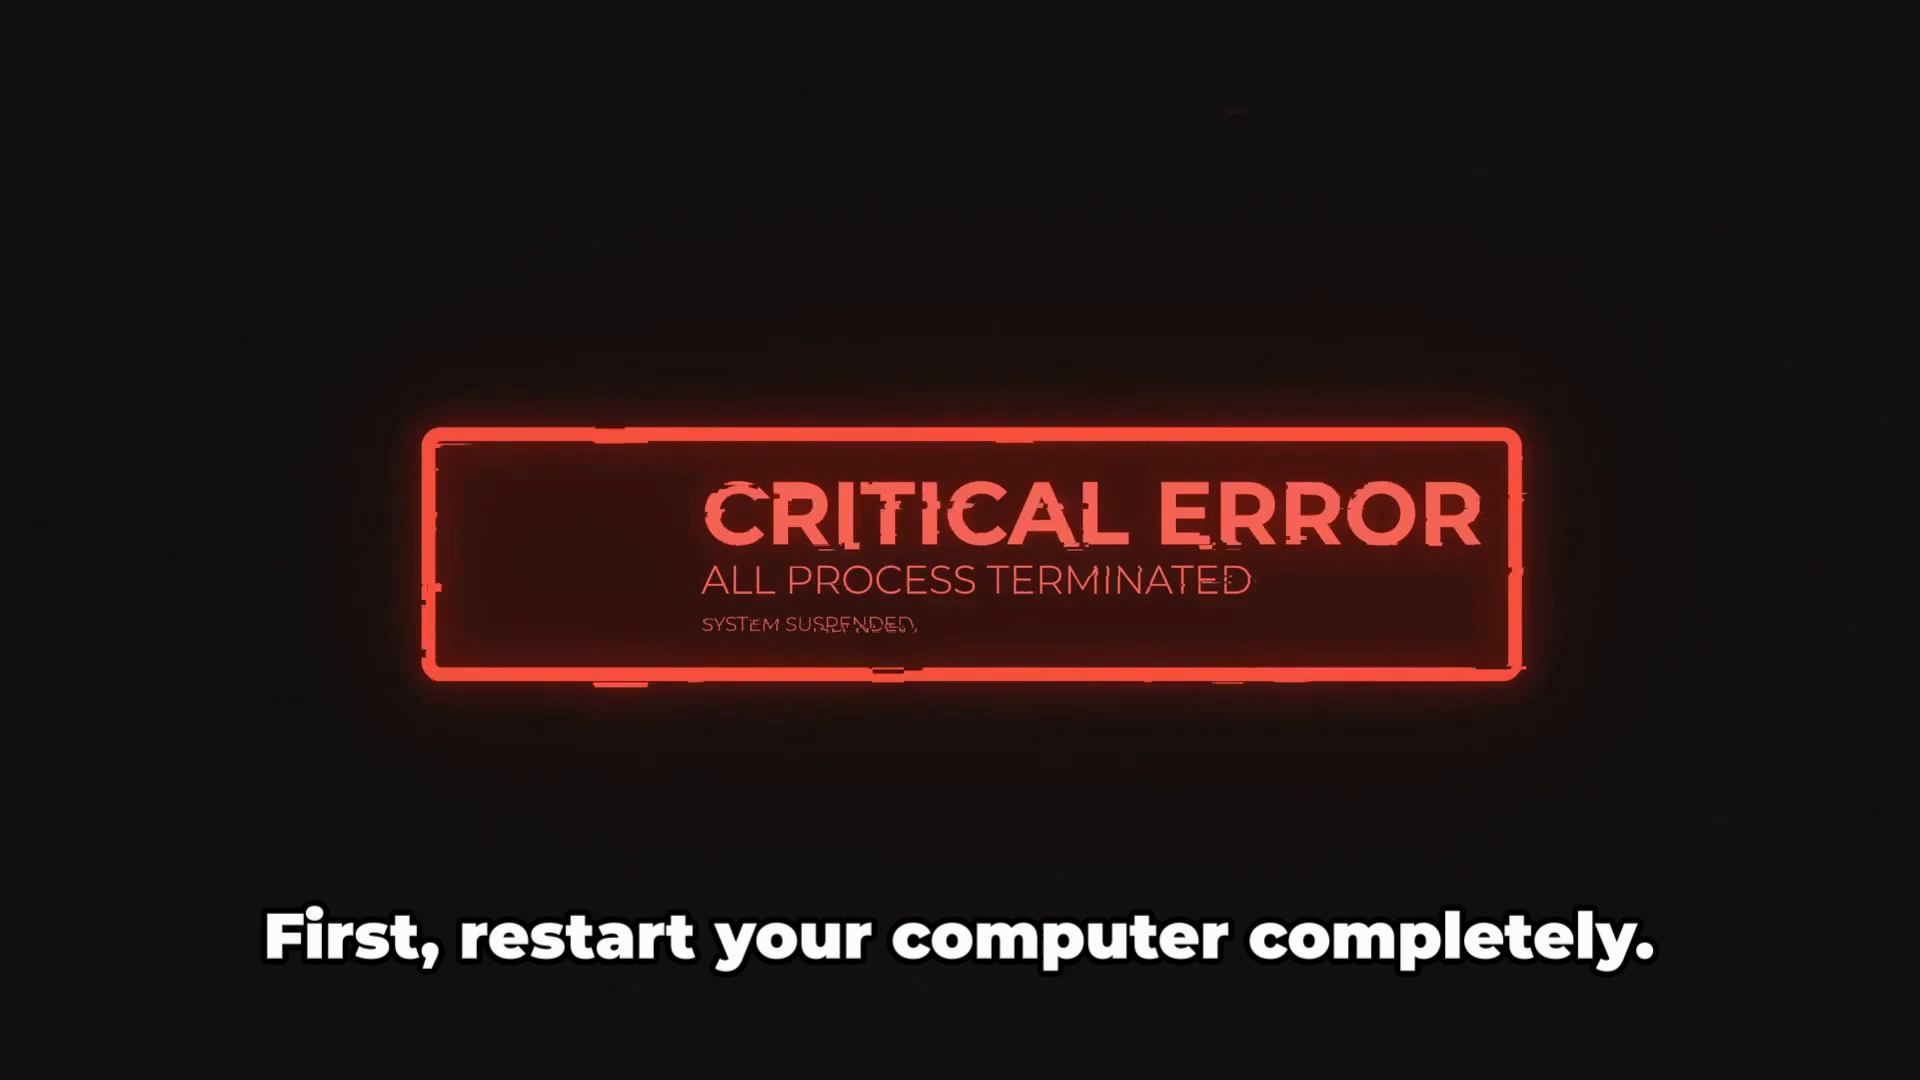 CRITICAL ERROR
ALL PROCESS TERMINATED
SYSTEM SUSPENDED,
First, restart your computer completely.